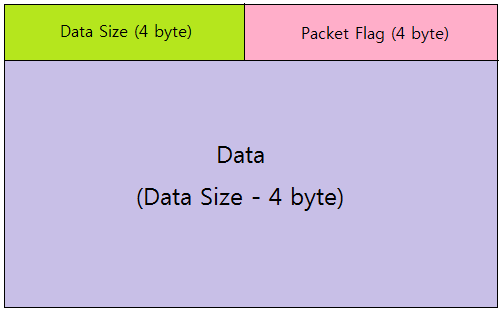 Data Size (4 byte)
Packet Flag (4 byte)
Data
(Data Size - 4 byte)